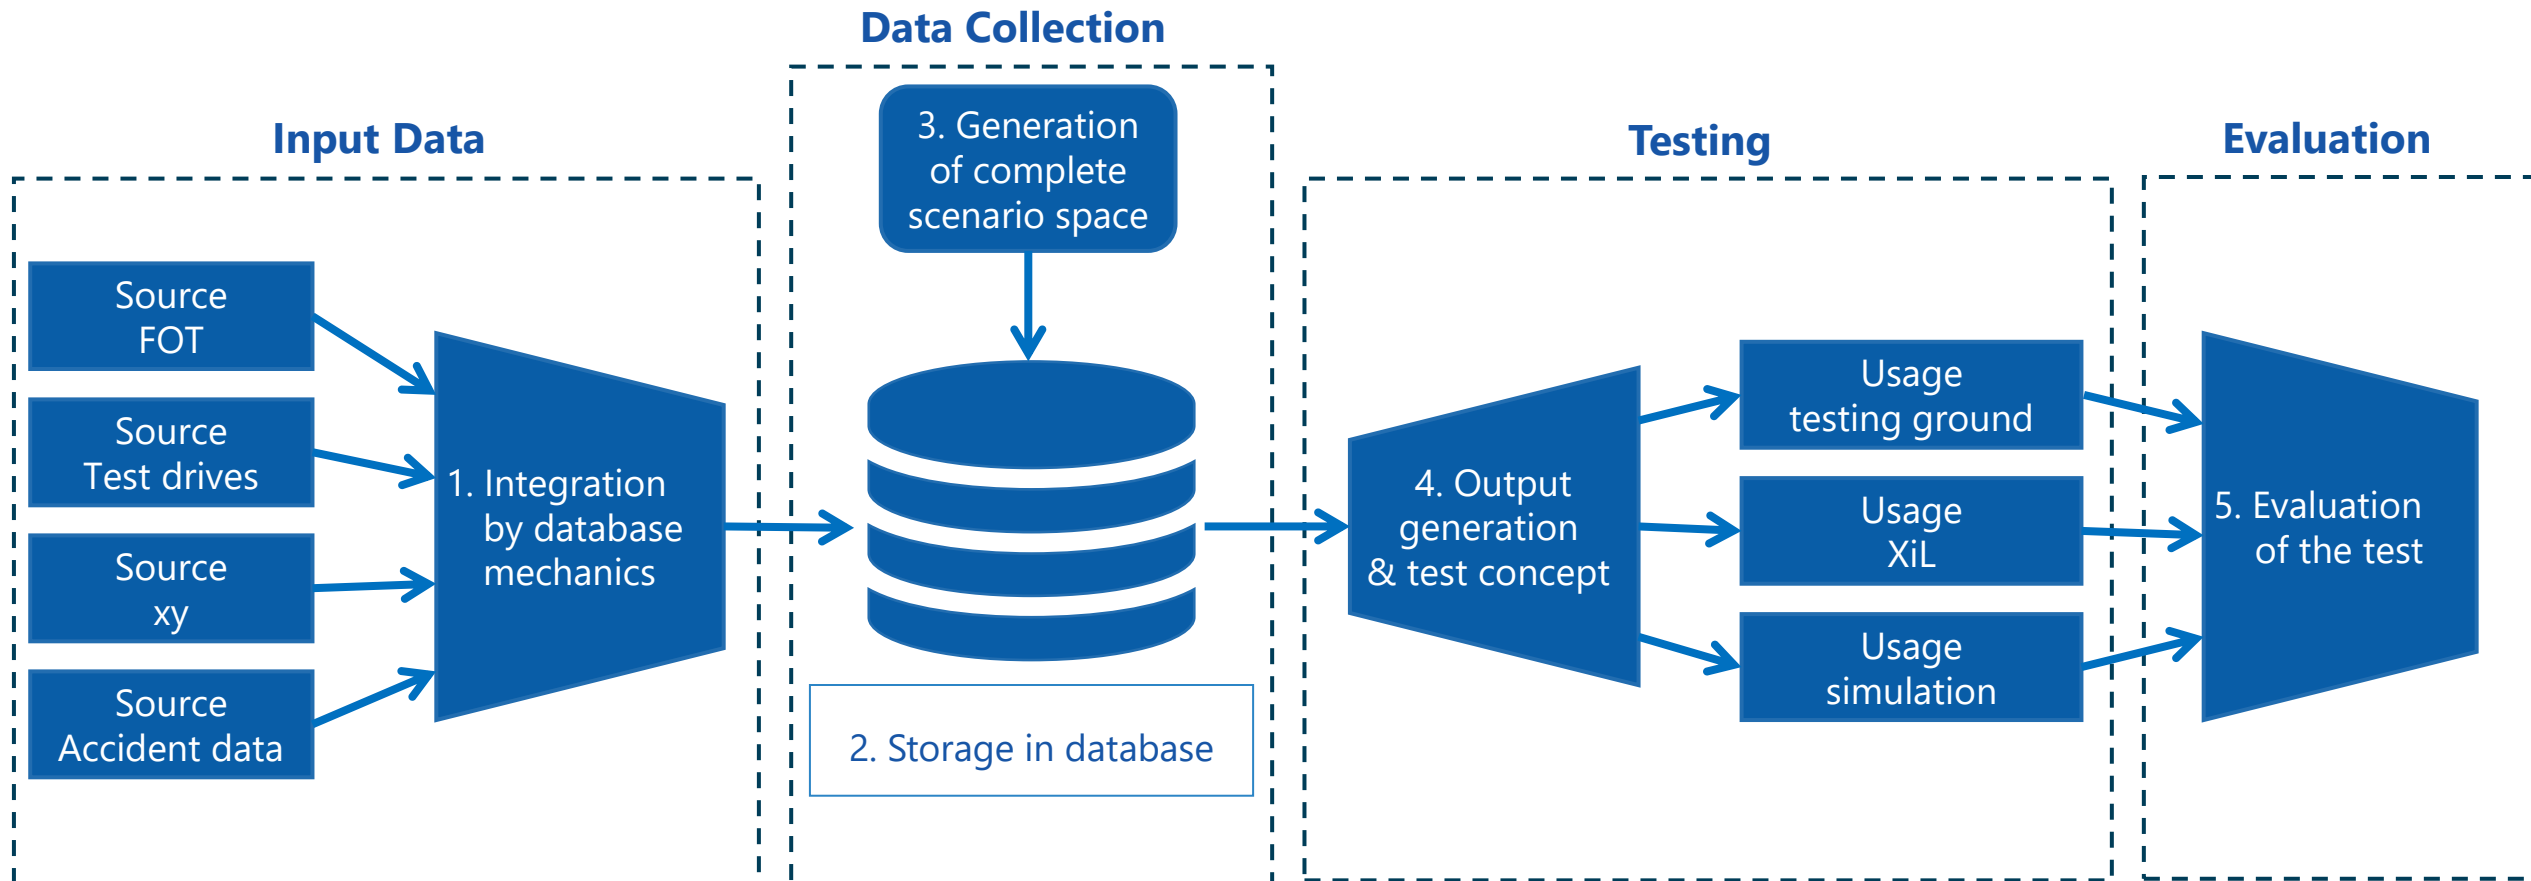 Input Data
Source
FOT
Source
Test drives
Source
xy
Source
Accident data
1. Integration
by database
mechanics
Data Collection
3. Generation
of complete
scenario space
2. Storage in database
Testing
4. Output
generation
& test concept
Usage
testing ground
Usage
XiL
Usage
simulation
Evaluation
5. Evaluation
of the test